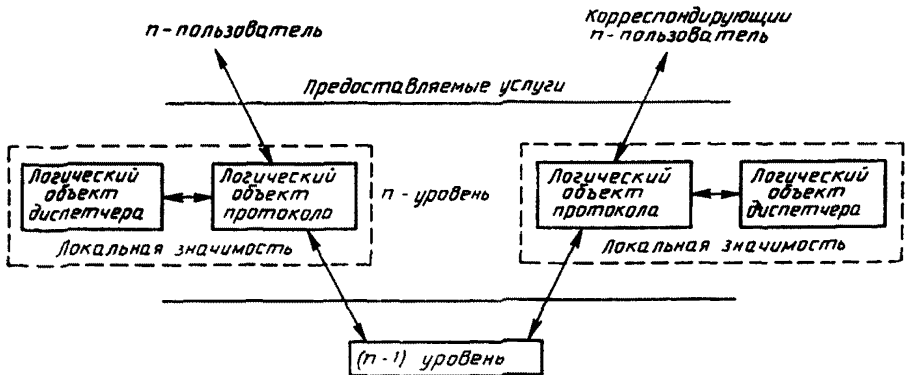 n-пользователь
Корреспондирующий
n-пользователь
Предоставляемые услуги
Логический
объект
диспетчера
Логический
объект
протокола
Локальная значимость
n-уровень
Логический
объект
протокола
Логический
объект
диспетчера
Локальная значимость
(n-1) уровень